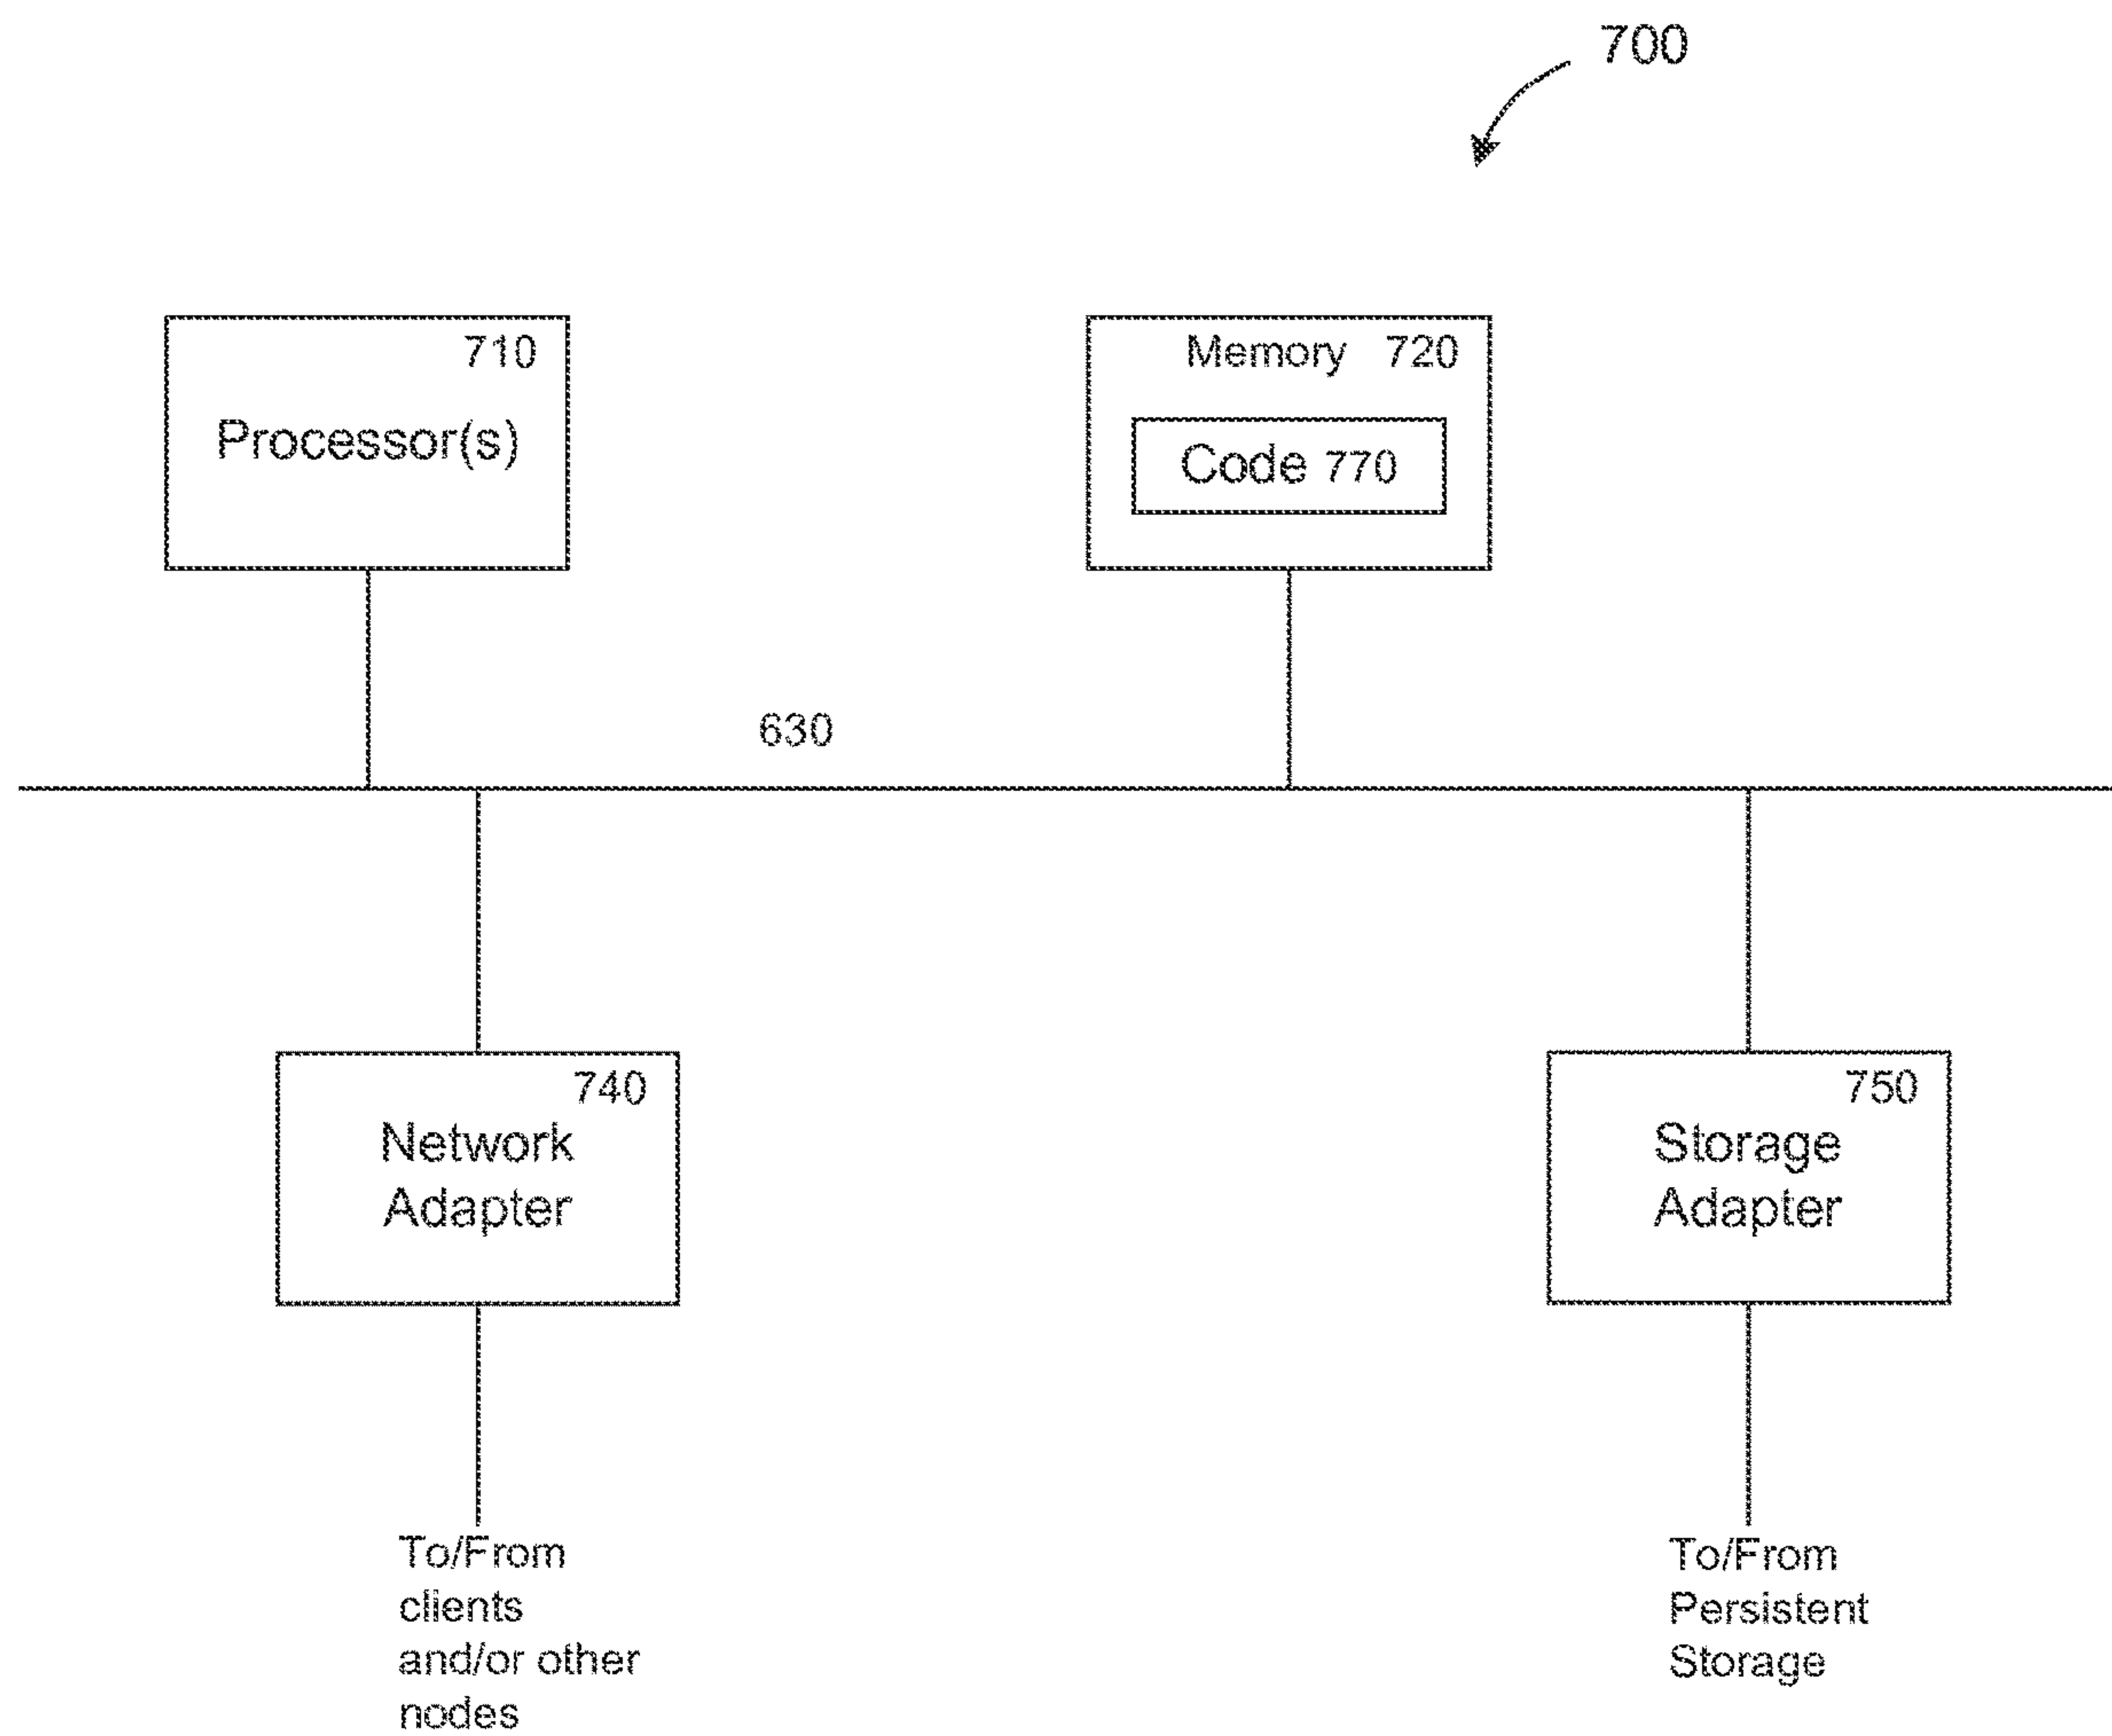 700
710
Processor(s)
Memory 720
Code 770
630
740
Network
Adapter
750
Storage
Adapter
To/From
clients
and/or other
nodes
To/From
Persistent
Storage